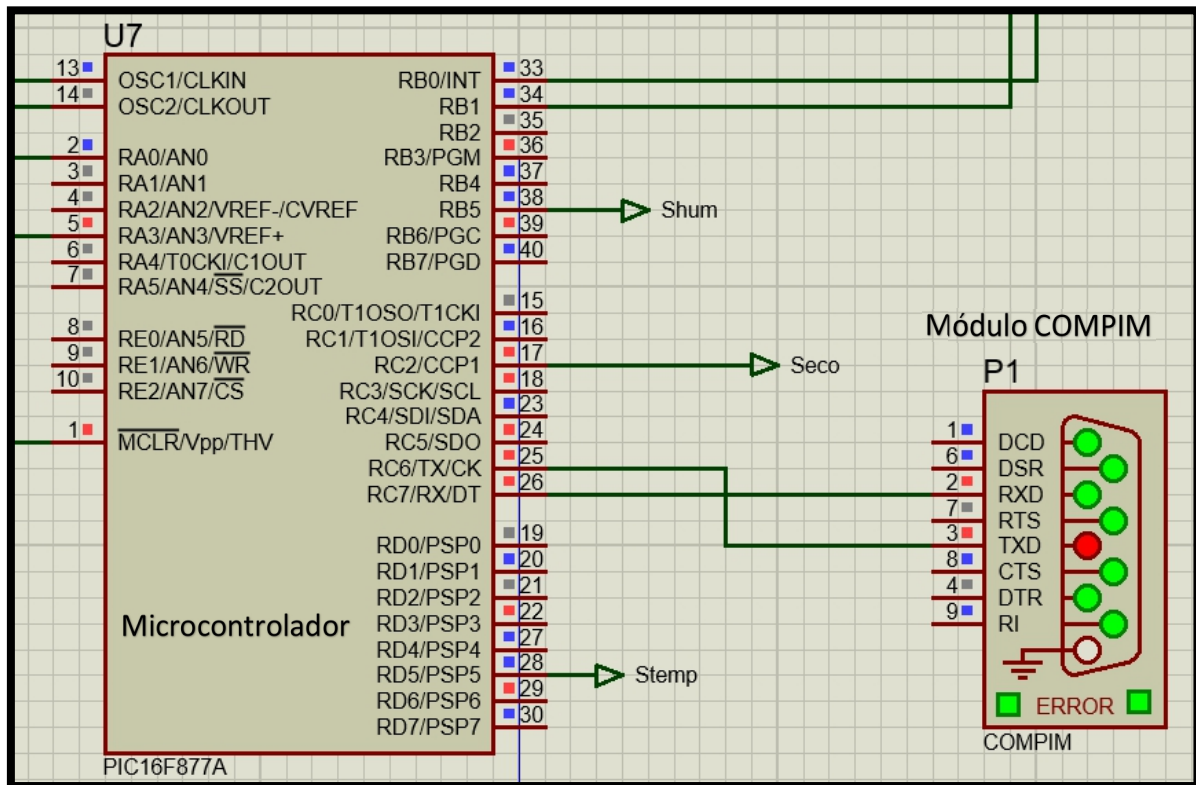 U7
13
OSC1/CLKIN
14
OSC2/CLKOUT
2
RA0/AN0
3
RA1/AN1
4
RA2/AN2/VREF-/CVREF
5
RA3/AN3/VREF+
6
RA4/T0CKI/C1OUT
7
RA5/AN4/SS/C2OUT
8
RE0/AN5/RD
9
RE1/AN6/WR
10
RE2/AN7/CS
1
MCLR/Vpp/THV
33
RB0/INT
34
RB1
35
RB2
36
RB3/PGM
37
RB4
38
RB5
39
RB6/PGC
40
RB7/PGD
15
RC0/T1OSO/T1CKI
16
RC1/T1OSI/CCP2
17
RC2/CCP1
18
RC3/SCK/SCL
23
RC4/SDI/SDA
24
RC5/SDO
25
RC6/TX/CK
26
RC7/RX/DT
19
RD0/PSP0
20
RD1/PSP1
21
RD2/PSP2
22
RD3/PSP3
27
RD4/PSP4
28
RD5/PSP5
29
RD6/PSP6
30
RD7/PSP7
Microcontrolador
PIC16F877A
Shum
Seco
Stemp
Módulo COMPIM
P1
1
DCD
6
DSR
2
RXD
7
RTS
3
TXD
8
CTS
4
DTR
9
RI
ERROR
COMPIM